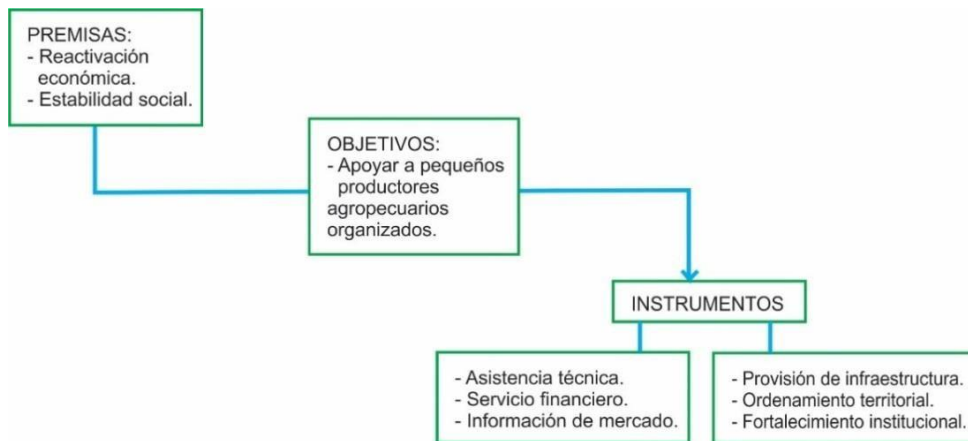 PREMISAS:
- Reactivación
económica.
- Estabilidad social.
OBJETIVOS:
- Apoyar a pequeños
productores
agropecuarios
organizados.
INSTRUMENTOS
- Asistencia técnica.
- Servicio financiero.
- Información de mercado.
- Provisión de infraestructura.
- Ordenamiento territorial.
- Fortalecimiento institucional.